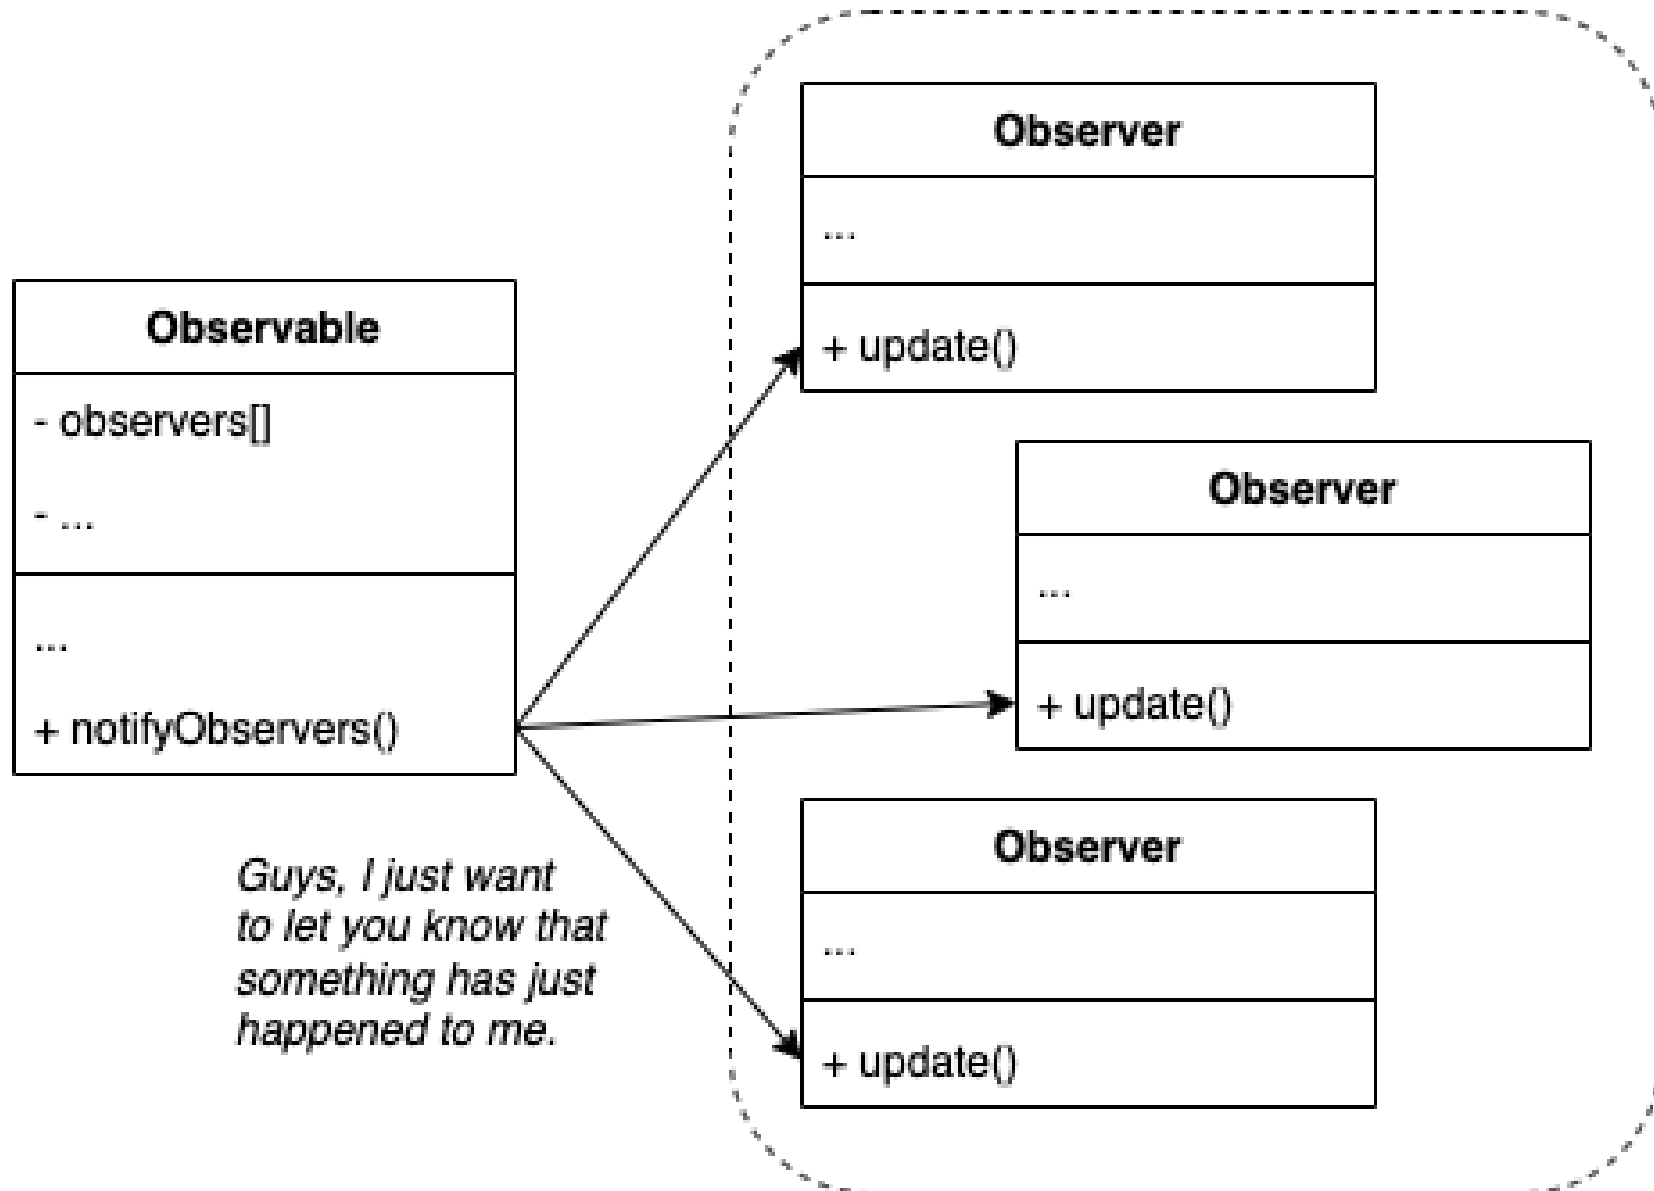 Observable
- observers[]
- ...
...
+ notifyObservers()
Guys, I just want
to let you know that
something has just
happened to me.
Observer
...
+ update()
Observer
...
+ update()
Observer
...
+ update()